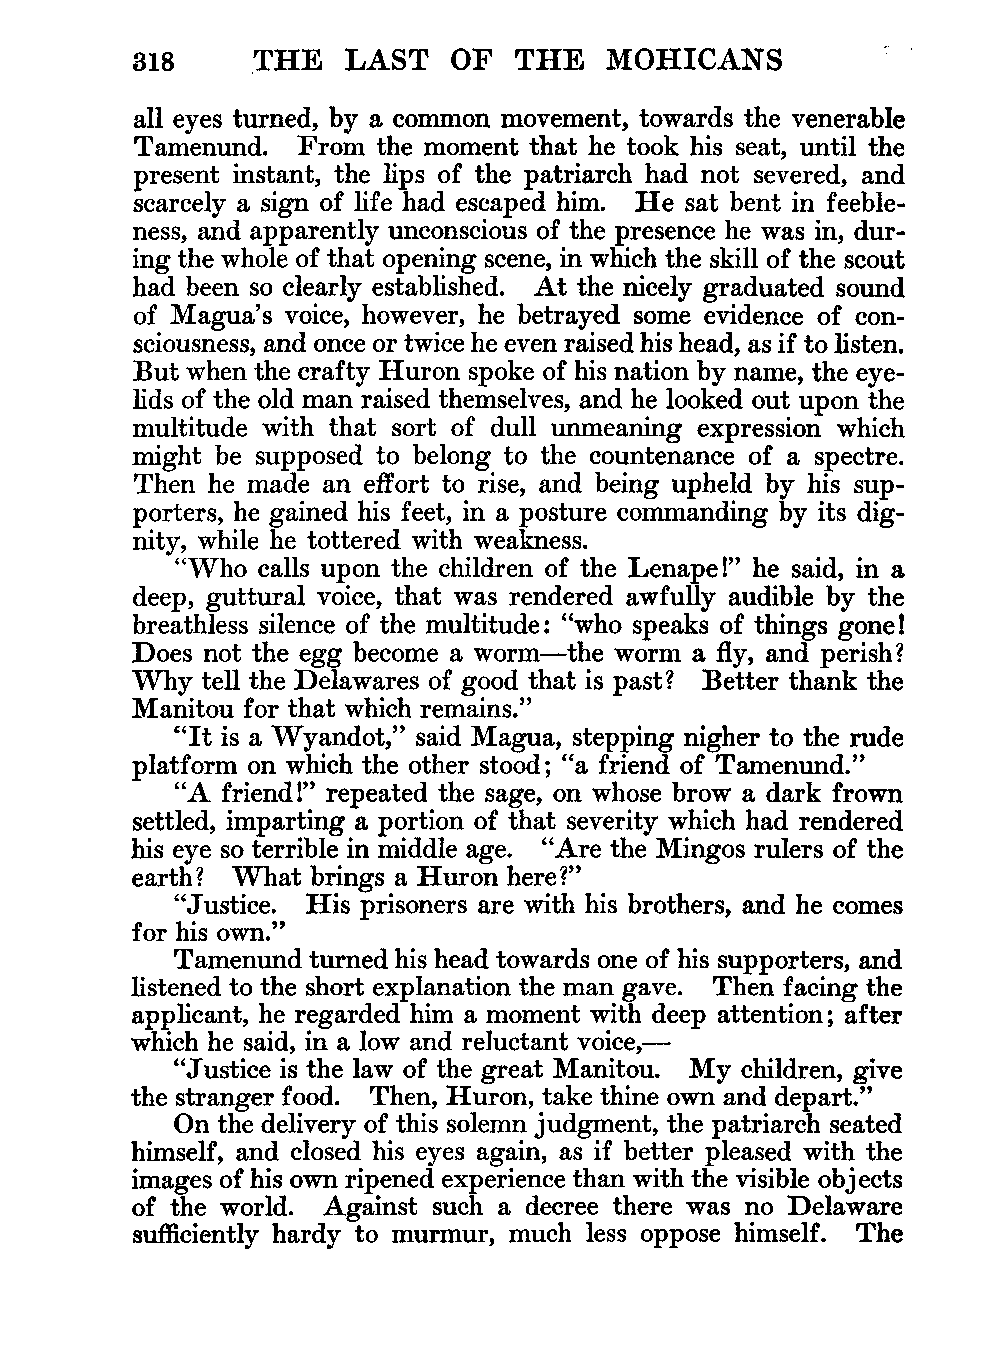 318 THE LAST OF THE MOHICANS
all eyes turned, by a common movement, towards the venerable
Tamenund. From the moment that he took his seat, until the
present instant, the lips of the patriarch had not severed, and
scarcely a sign of life had escaped him. He sat bent in feeble-
ness, and apparently unconscious of the presence he was in, dur-
ing the whole of that opening scene, in which the skill of the scout
had been so clearly established. At the nicely graduated sound
of Magua's voice, however, he betrayed some evidence of con-
sciousness, and once or twice he even raised his head, as if to listen.
But when the crafty Huron spoke of his nation by name, the eye-
lids of the old man raised themselves, and he looked out upon the
multitude with that sort of dull unmeaning expression which
might be supposed to belong to the countenance of a spectre.
Then he made an effort to rise, and being upheld by his sup-
porters, he gained his feet, in a posture commanding by its dig-
nity, while he tottered with weakness.
"Who calls upon the children of the Lenape!" he said, in a
deep, guttural voice, that was rendered awfully audible by the
breathless silence of the multitude: "who speaks of things gone!
Does not the egg become a worm—the worm a fly, and perish?
Why tell the Delawares of good that is past? Better thank the
Manitou for that which remains."
"It is a Wyandot," said Magua, stepping nigher to the rude
platform on which the other stood; "a friend of Tamenund."
"A friend!" repeated the sage, on whose brow a dark frown
settled, imparting a portion of that severity which had rendered
his eye so terrible in middle age. "Are the Mingos rulers of the
earth? What brings a Huron here?"
"Justice. His prisoners are with his brothers, and he comes
for his own."
Tamenund turned his head towards one of his supporters, and
listened to the short explanation the man gave. Then facing the
applicant, he regarded him a moment with deep attention; after
which he said, in a low and reluctant voice,—
"Justice is the law of the great Manitou. My children, give
the stranger food. Then, Huron, take thine own and depart."
On the delivery of this solemn judgment, the patriarch seated
himself, and closed his eyes again, as if better pleased with the
images of his own ripened experience than with the visible objects
of the world. Against such a decree there was no Delaware
sufficiently hardy to murmur, much less oppose himself. The